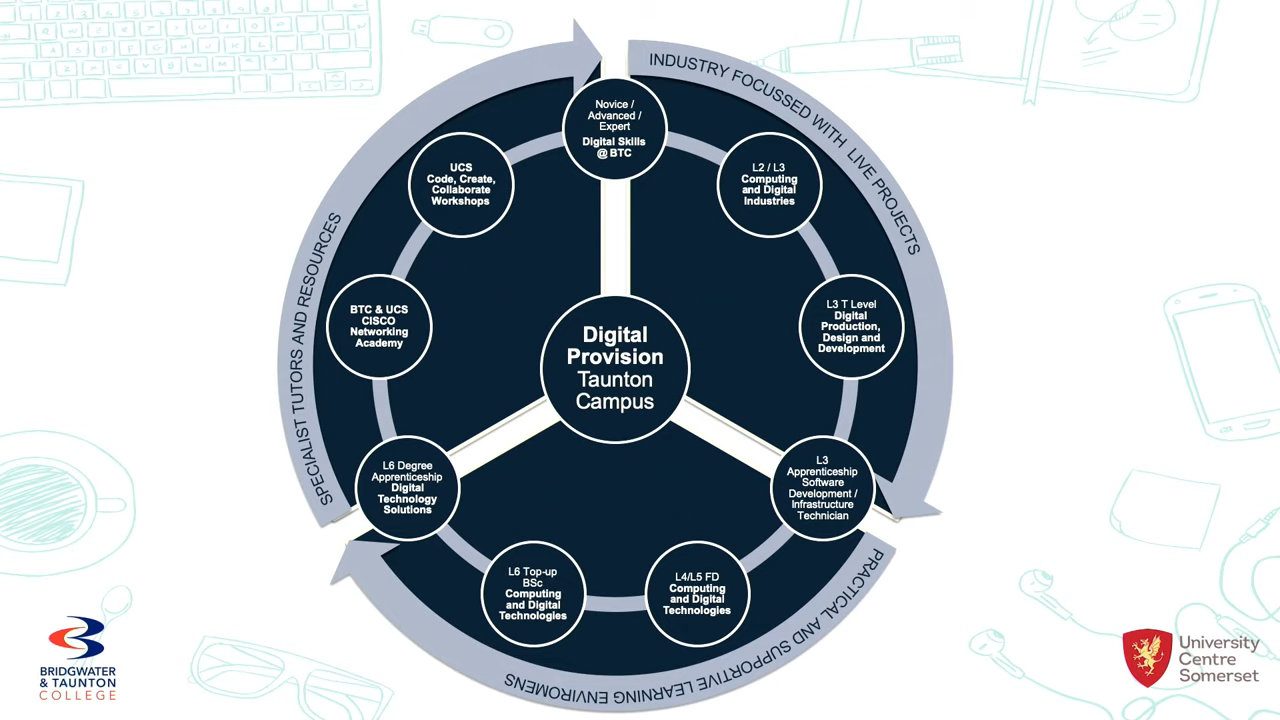 INDUSTRY FOCUSSED WITH LIVE PROJECTS
Novice /
Advanced /
Expert
Digital Skills
@ BTC
L2 / L3
Computing
and Digital
Industries
L3 T Level
Digital
Production,
Design and
Development
L3
Apprenticeship
Software
Development /
Infrastructure
Technician
PRACTICAL AND SUPPORTIVE LEARNING ENVIROMENS
L4/L5 FD
Computing
and Digital
Technologies
L6 Top-up
BSc
Computing
and Digital
Technologies
L6 Degree
Apprenticeship
Digital
Technology
Solutions
SPECIALIST TUTORS AND RESOURCES
BTC & UCS
CISCO
Networking
Academy
UCS
Code, Create,
Collaborate
Workshops
Digital
Provision
Taunton
Campus
BRIDGWATER
& TAUNTON
COLLEGE
University
Centre
Somerset